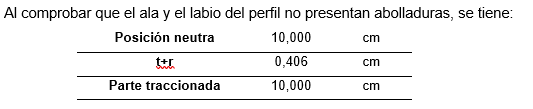 Al comprobar que el ala y el labio del perfil no presentan abolladuras, se tiene:
Posición neutra 10,000 cm
t+r 0,406 cm
Parte traccionada 10,000 cm